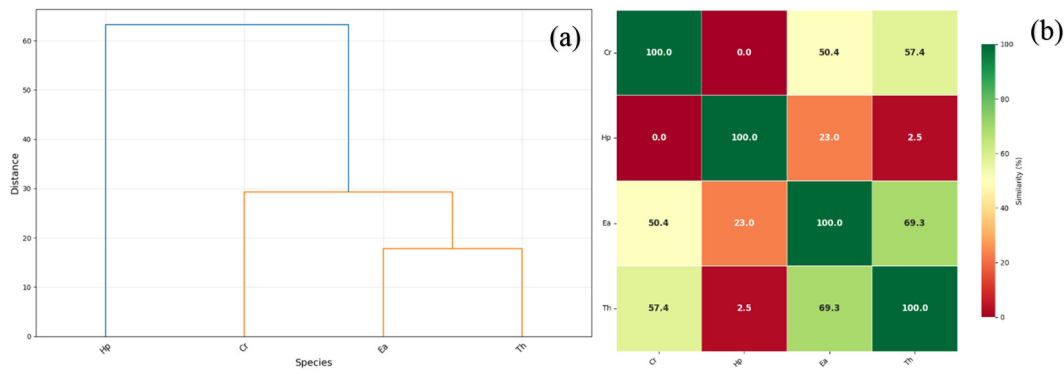 (a)
60
50
40
30
20
10
0
Distance
Hp Cr Ea Th
Species
(b)
Cr 100.0 0.0 50.4 57.4
Hp 0.0 100.0 23.0 2.5
Ea 50.4 23.0 100.0 69.3
Th 57.4 2.5 69.3 100.0
Cr Hp Ea Th
100
80
60
40
20
0
Similarity (%)